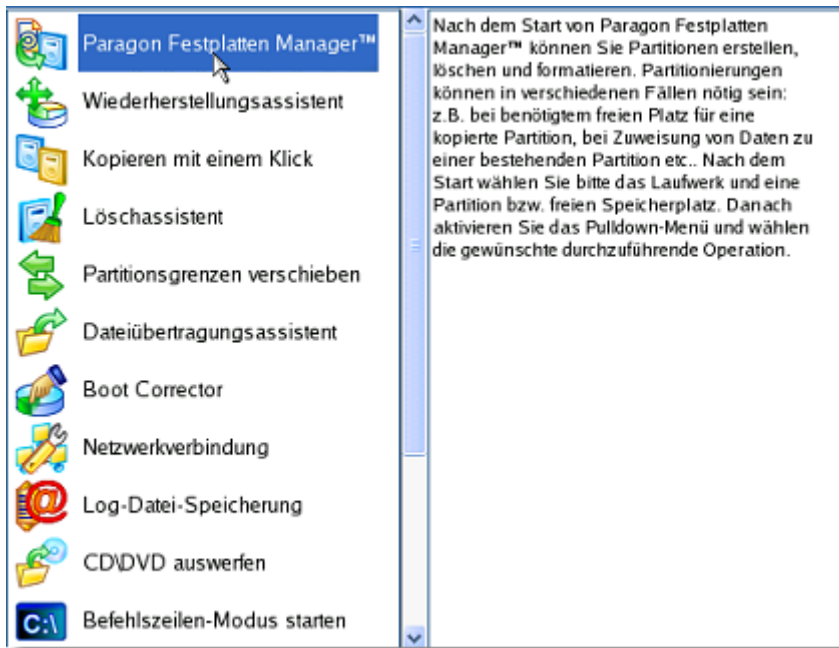 Paragon Festplatten Manager™
Wiederherstellungsassistent
Kopieren mit einem Klick
Löschassistent
Partitionsgrenzen verschieben
Dateiübertragungsassistent
Boot Corrector
Netzwerkverbindung
Log-Datei-Speicherung
CD\DVD auswerfen
C:\ Befehlszeilen-Modus starten
Nach dem Start von Paragon Festplatten
Manager™ können Sie Partitionen erstellen,
löschen und formatieren. Partitionierungen
können in verschiedenen Fällen nötig sein:
z.B. bei benötigtem freien Platz für eine
kopierte Partition, bei Zuweisung von Daten zu
einer bestehenden Partition etc.. Nach dem
Start wählen Sie bitte das Laufwerk und eine
Partition bzw. freien Speicherplatz. Danach
aktivieren Sie das Pulldown-Menü und wählen
die gewünschte durchzuführende Operation.